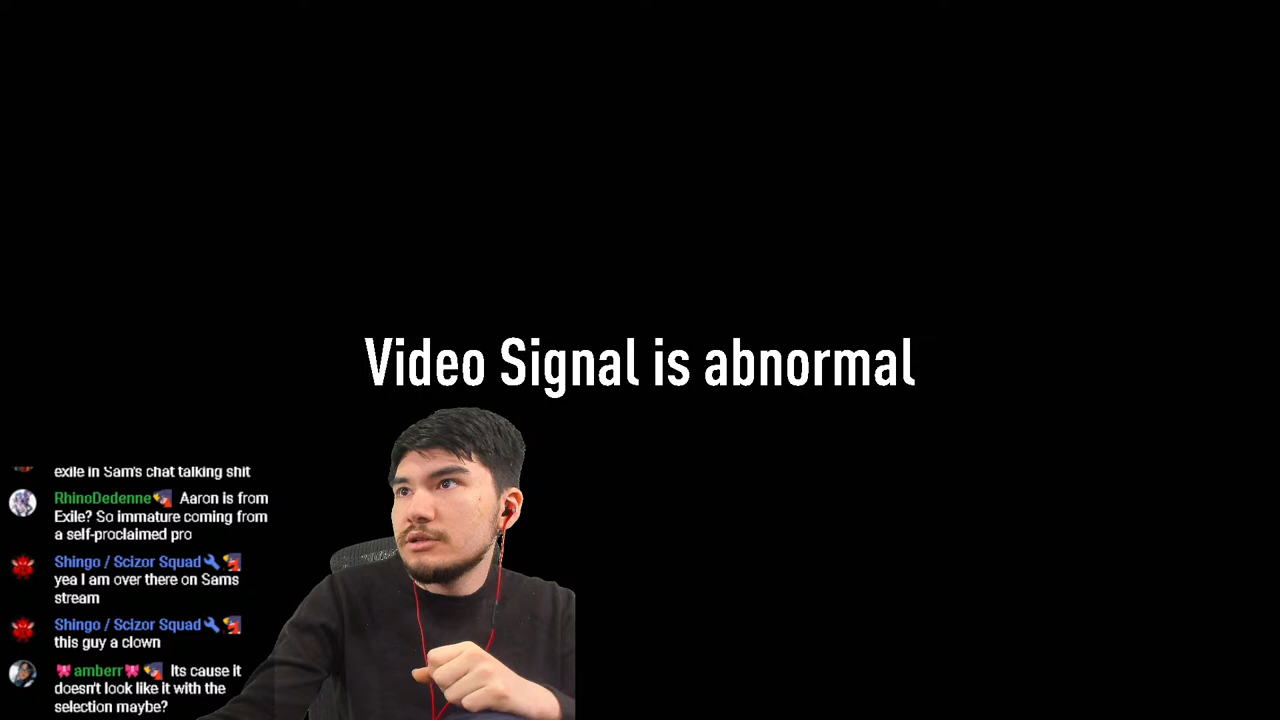 Video Signal is abnormal
exile in Sam's chat talking shit
RhinoDedenne Aaron is from
Exile? So immature coming from
a self-proclaimed pro
Shingo / Scizor Squad
yea I am over there on Sams
stream
Shingo / Scizor Squad
this guy a clown
amberr Its cause it
doesn't look like it with the
selection maybe?